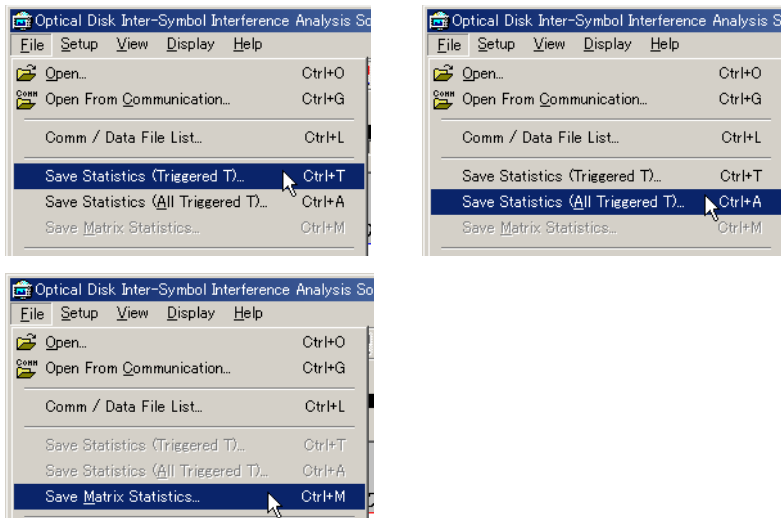 Optical Disk Inter-Symbol Interference Analysis So
File Setup View Display Help
Open... Ctrl+O
Comm Open From Communication... Ctrl+G
Comm / Data File List... Ctrl+L
Save Statistics (Triggered T)... Ctrl+T
Save Statistics (All Triggered T)... Ctrl+A
Save Matrix Statistics... Ctrl+M
Optical Disk Inter-Symbol Interference Analysis S
File Setup View Display Help
Open... Ctrl+O
Comm Open From Communication... Ctrl+G
Comm / Data File List... Ctrl+L
Save Statistics (Triggered T)... Ctrl+T
Save Statistics (All Triggered T)... Ctrl+A
Save Matrix Statistics... Ctrl+M
Optical Disk Inter-Symbol Interference Analysis So
File Setup View Display Help
Open... Ctrl+O
Comm Open From Communication... Ctrl+G
Comm / Data File List... Ctrl+L
Save Statistics (Triggered T)... Ctrl+T
Save Statistics (All Triggered T)... Ctrl+A
Save Matrix Statistics... Ctrl+M